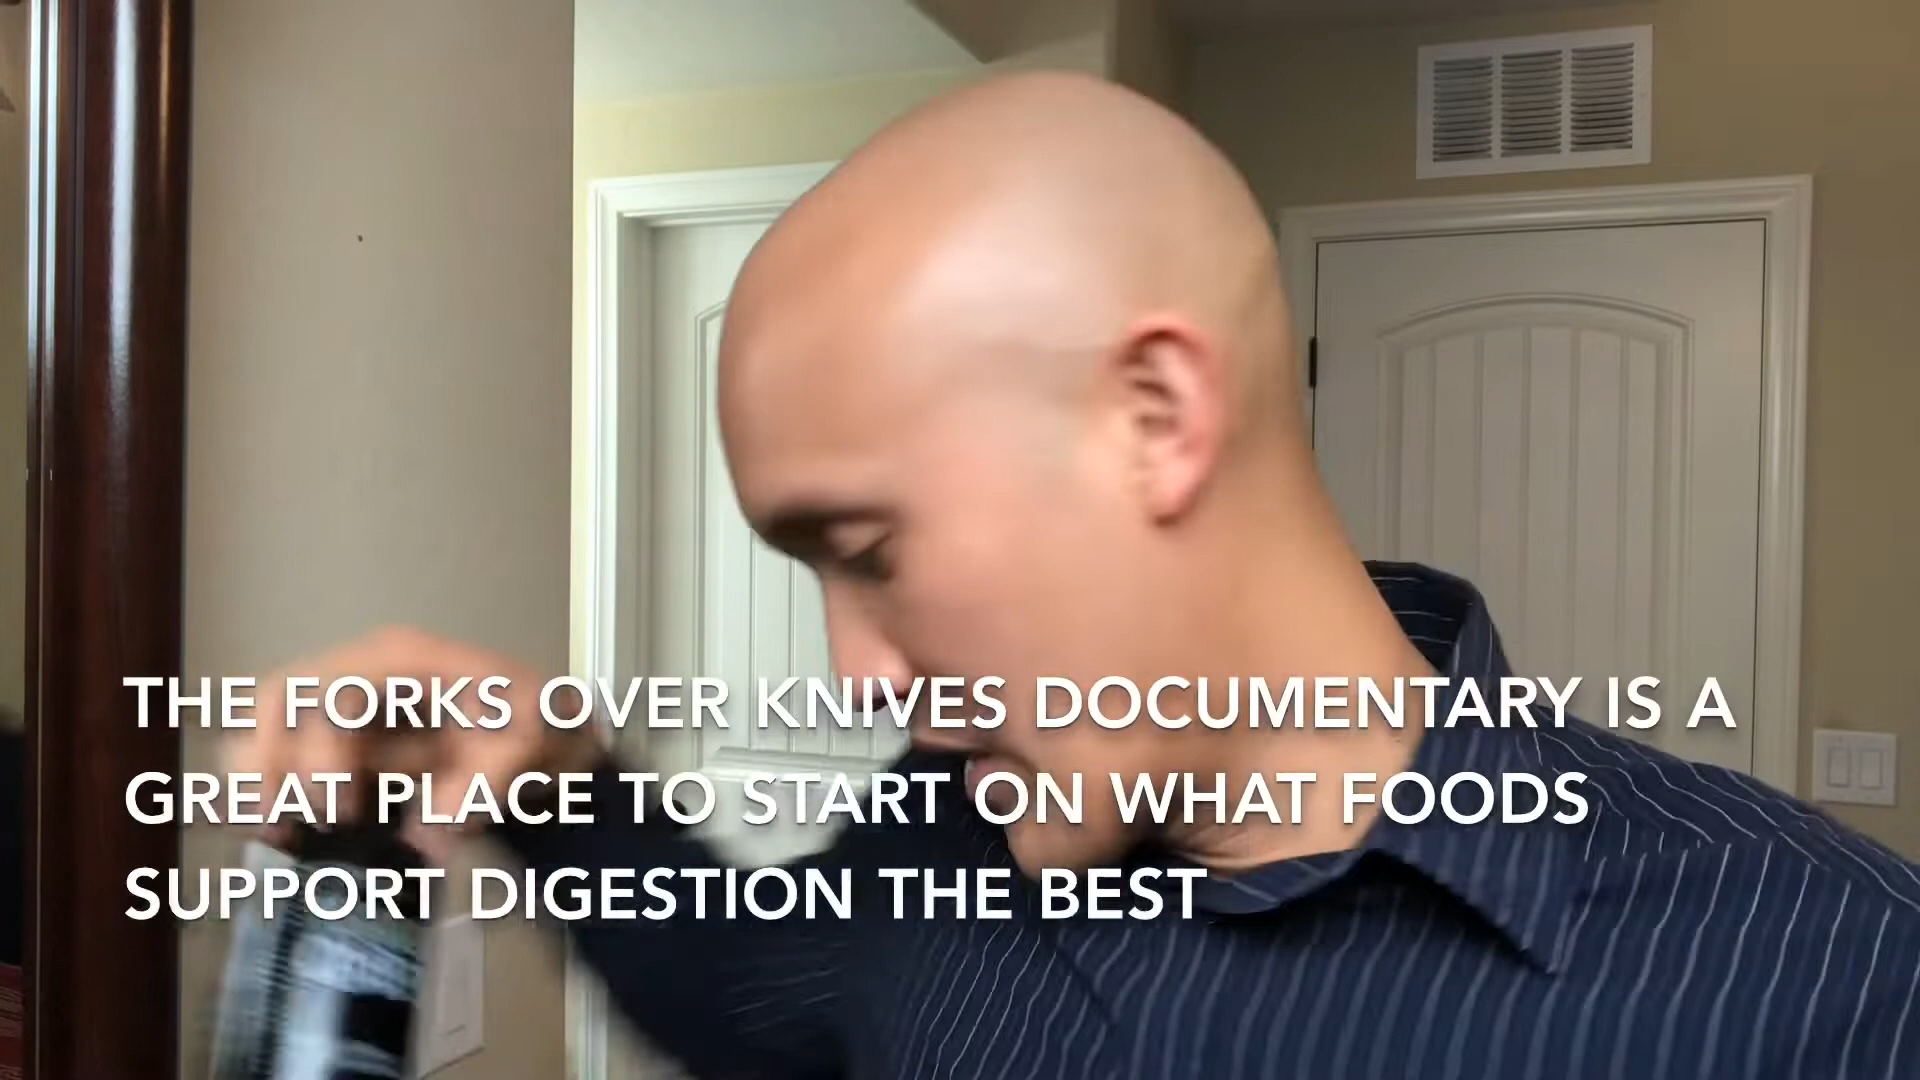 THE FORKS OVER KNIVES DOCUMENTARY IS A
GREAT PLACE TO START ON WHAT FOODS
SUPPORT DIGESTION THE BEST